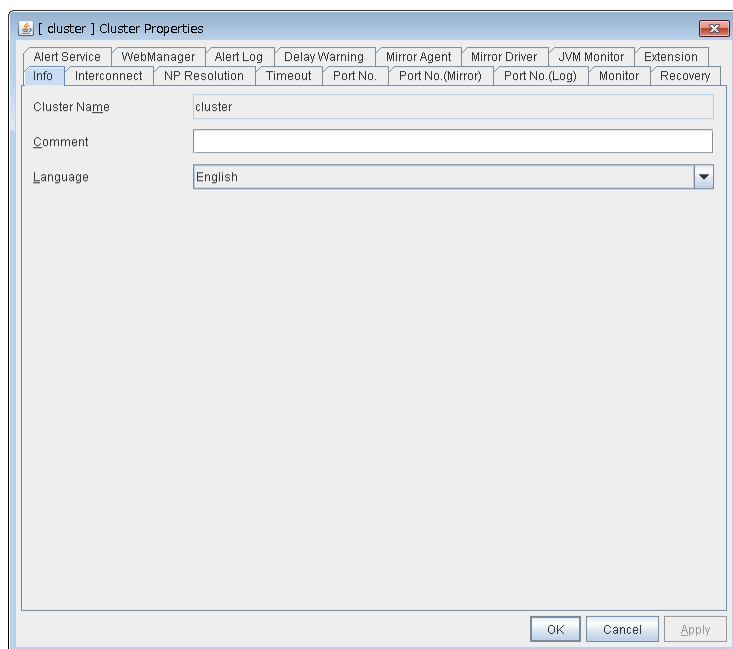 [ cluster ] Cluster Properties
Alert Service WebManager Alert Log Delay Warning Mirror Agent Mirror Driver JVM Monitor Extension
Info Interconnect NP Resolution Timeout Port No. Port No.(Mirror) Port No.(Log) Monitor Recovery
Cluster Name cluster
Comment
Language English
OK Cancel Apply